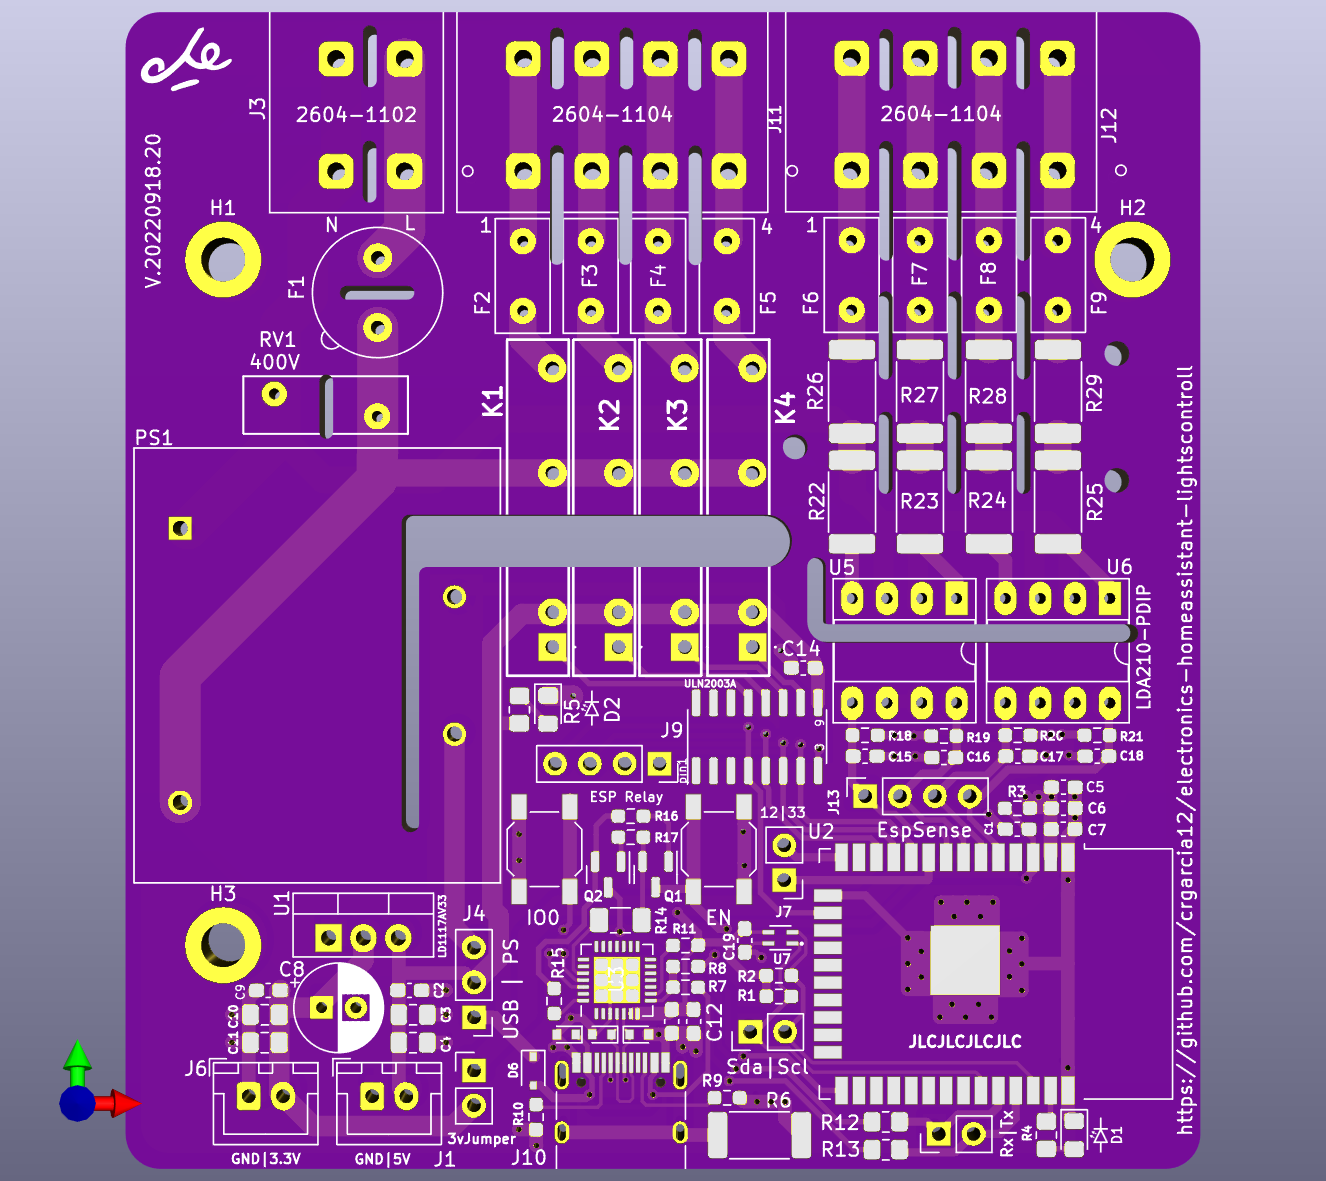 cle
J3
2604-1102
2604-1104
J11
2604-1104
J12
V.20220918.20
H1
N
L
1
4
1
4
H2
F1
F2
F3
F4
F5
F6
F7
F8
F9
RV1
400V
K1
K2
K3
K4
R26
R27
R28
R29
PS1
R22
R23
R24
R25
U5
U6
LDA210-PDIP
C14
ULN2003A
R5
D2
J9
9
8
R18
R19
R20
R21
C15
C16
C17
C18
Pin1
ESP Relay
J13
EspSense
R3
C5
C6
C7
C1
R16
R17
12|33
U2
Q2
Q1
H3
U1
LD1117AV33
J4
IO0
R14
EN
J7
USB | PS
R15
U3
R11
R8
R7
C19
U7
R2
R1
C8
+
C9
C10
C11
C2
C3
C12
JLCJLCJLCJLC
Sda|Scl
J6
D6
R10
R9
R6
R12
R13
Rx|Tx
R4
D1
3vJumper
GND|3.3V
GND|5V
J1
J10
https://github.com/crgarcia12/electronics-homeassistant-lightscontroll